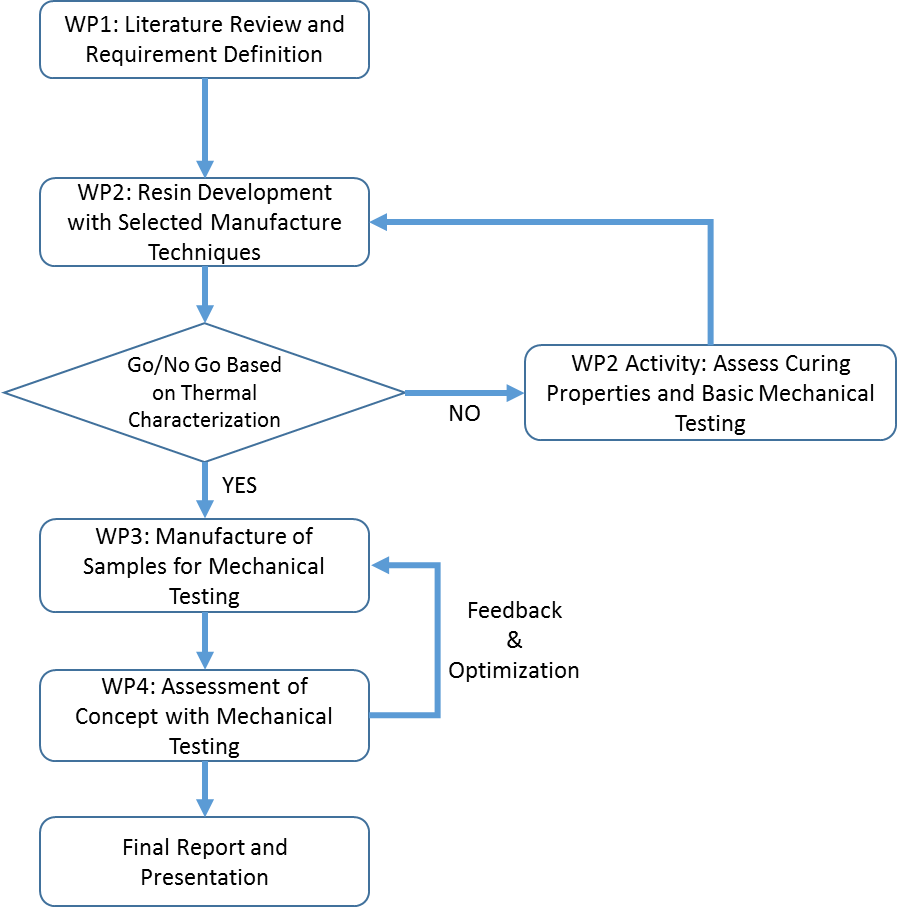 WP1: Literature Review and
Requirement Definition
WP2: Resin Development
with Selected Manufacture
Techniques
Go/No Go Based
on Thermal
Characterization
NO
WP2 Activity: Assess Curing
Properties and Basic Mechanical
Testing
YES
WP3: Manufacture of
Samples for Mechanical
Testing
Feedback
&
Optimization
WP4: Assessment of
Concept with Mechanical
Testing
Final Report and
Presentation